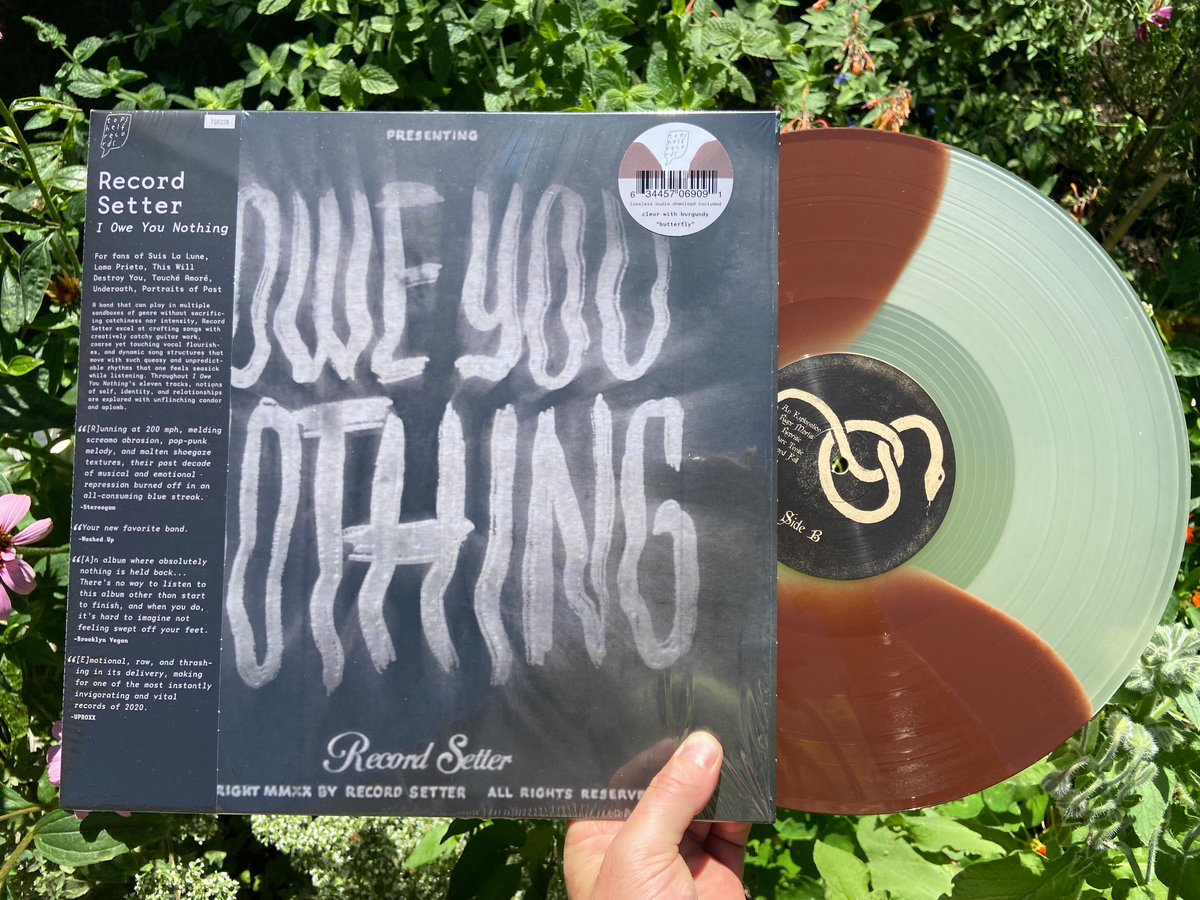 topshelf records
TSR228
Record
Setter
I Owe You Nothing
For fans of Suis La Lune,
Loma Prieta, This Will
Destroy You, Touché Amoré,
Underoath, Portraits of Past
A band that can play in multiple
sandboxes of genre without sacrific-
ing catchiness nor intensity, Record
Setter excel at crafting songs with
creatively catchy guitar work,
coarse yet touching vocal flourish-
es, and dynamic song structures that
move with such queasy and unpredict-
able rhythms that one feels seasick
while listening. Throughout I Owe
You Nothing's eleven tracks, notions
of self, identity, and relationships
are explored with unflinching candor
and aplomb.
“[R]unning at 200 mph, melding
screamo abrasion, pop-punk
melody, and molten shoegaze
textures, their past decade
of musical and emotional
repression burned off in an
all-consuming blue streak.
-Stereogum
“Your new favorite band.
-Washed Up
“[A]n album where absolutely
nothing is held back...
There's no way to listen to
this album other than start
to finish, and when you do,
it's hard to imagine not
feeling swept off your feet.
-Brooklyn Vegan
“[E]motional, raw, and thrash-
ing in its delivery, making
for one of the most instantly
invigorating and vital
records of 2020.
-UPROXX
PRESENTING
OWE YOU
OTHING
Record Setter
RIGHT MMXX BY RECORD SETTER ALL RIGHTS RESERVE
topshelf records
6 34457 06909 1
lossless audio download included
clear with burgundy
"butterfly"
An Explanation
Side B